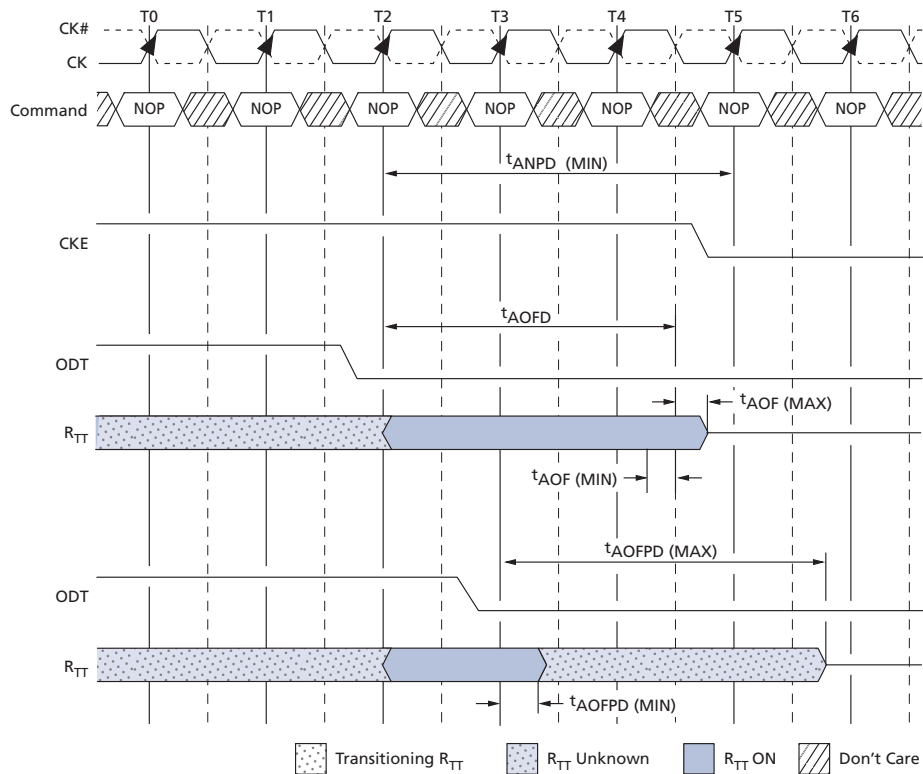 T0 T1 T2 T3 T4 T5 T6
CK#
CK
Command NOP NOP NOP NOP NOP NOP NOP
tANPD (MIN)
CKE
tAOFD
ODT
tAOF (MAX)
RTT
tAOF (MIN)
tAOFPD (MAX)
ODT
RTT
tAOFPD (MIN)
Transitioning RTT RTT Unknown RTT ON Don't Care